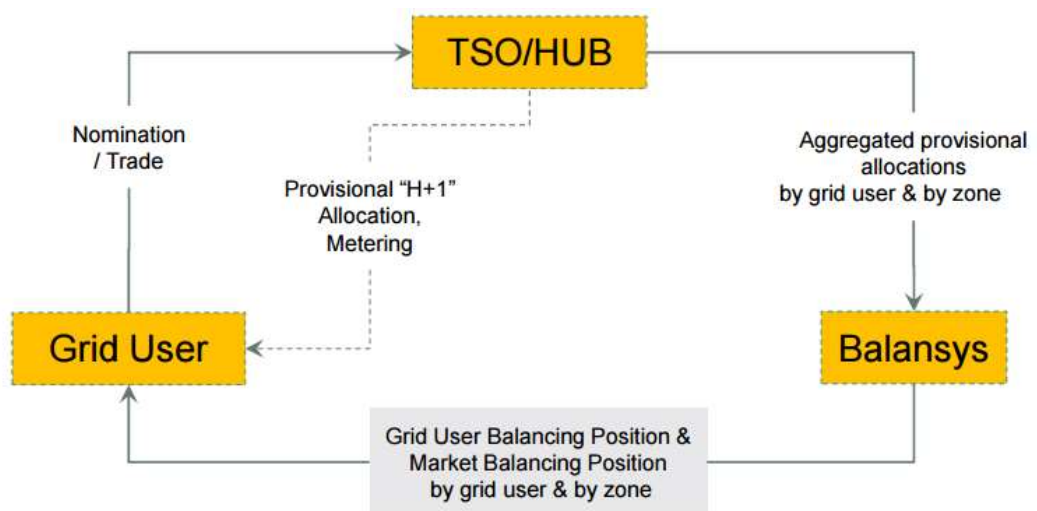 TSO/HUB
Nomination
/ Trade
Provisional “H+1”
Allocation,
Metering
Aggregated provisional
allocations
by grid user & by zone
Grid User
Balansys
Grid User Balancing Position &
Market Balancing Position
by grid user & by zone